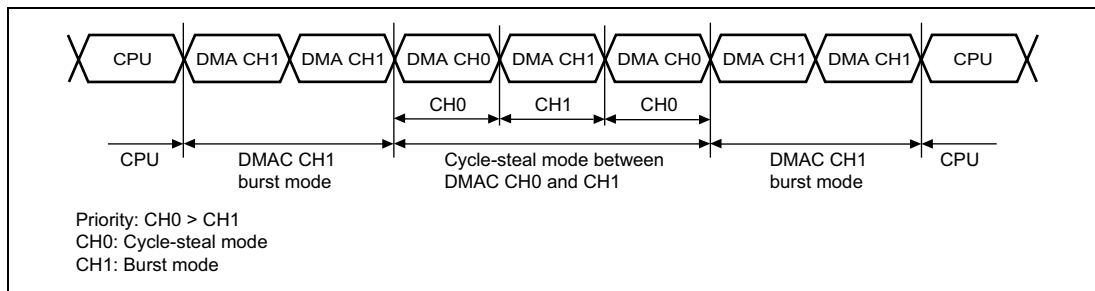 CPU DMA CH1 DMA CH1 DMA CH0 DMA CH1 DMA CH0 DMA CH1 DMA CH1 CPU
CH0 CH1 CH0
CPU DMAC CH1 Cycle-steal mode between DMAC CH1 CPU
burst mode DMAC CH0 and CH1 burst mode
Priority: CH0 > CH1
CH0: Cycle-steal mode
CH1: Burst mode